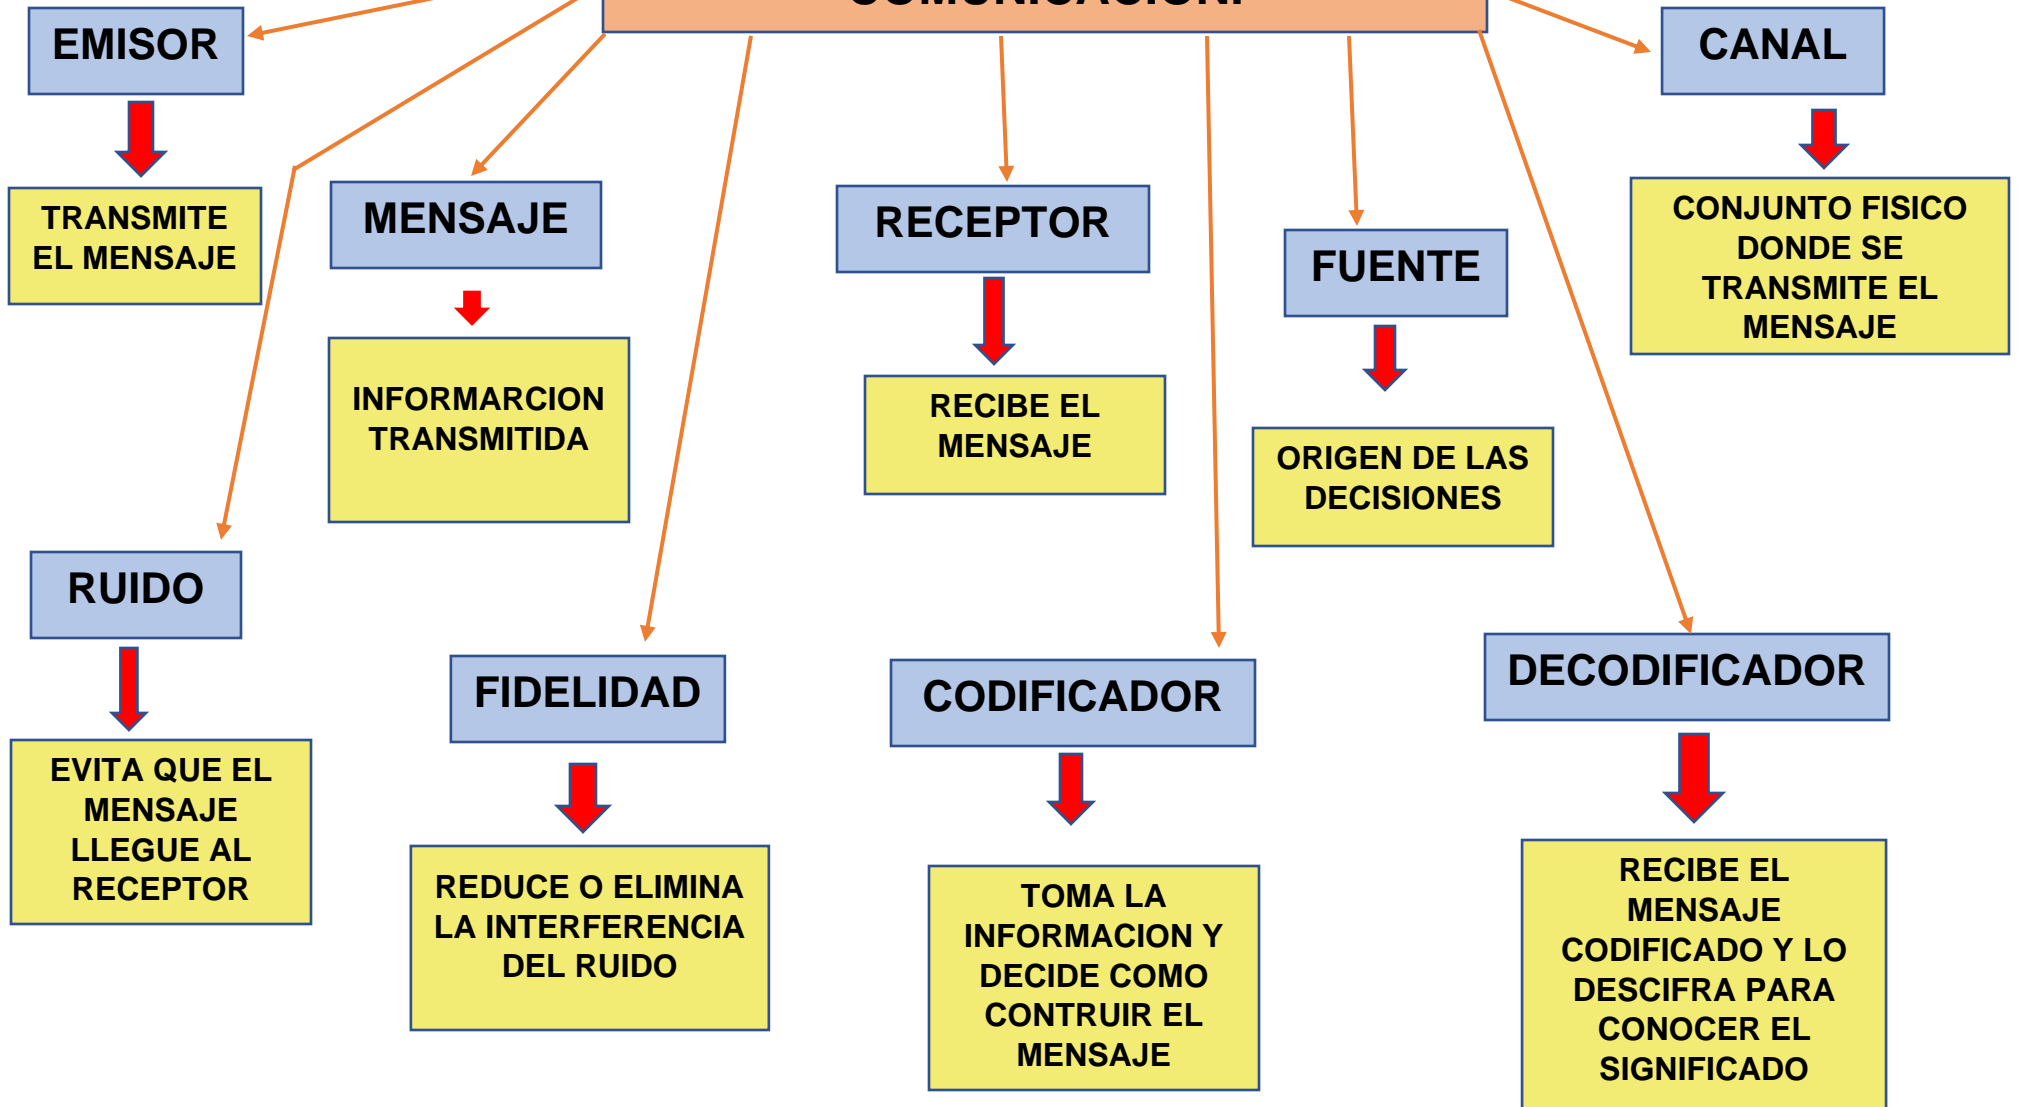 COMUNICACION.
EMISOR
CANAL
TRANSMITE
EL MENSAJE
MENSAJE
RECEPTOR
FUENTE
CONJUNTO FISICO
DONDE SE
TRANSMITE EL
MENSAJE
INFORMARCION
TRANSMITIDA
RECIBE EL
MENSAJE
ORIGEN DE LAS
DECISIONES
RUIDO
FIDELIDAD
CODIFICADOR
DECODIFICADOR
EVITA QUE EL
MENSAJE
LLEGUE AL
RECEPTOR
REDUCE O ELIMINA
LA INTERFERENCIA
DEL RUIDO
TOMA LA
INFORMACION Y
DECIDE COMO
CONTRUIR EL
MENSAJE
RECIBE EL
MENSAJE
CODIFICADO Y LO
DESCIFRA PARA
CONOCER EL
SIGNIFICADO